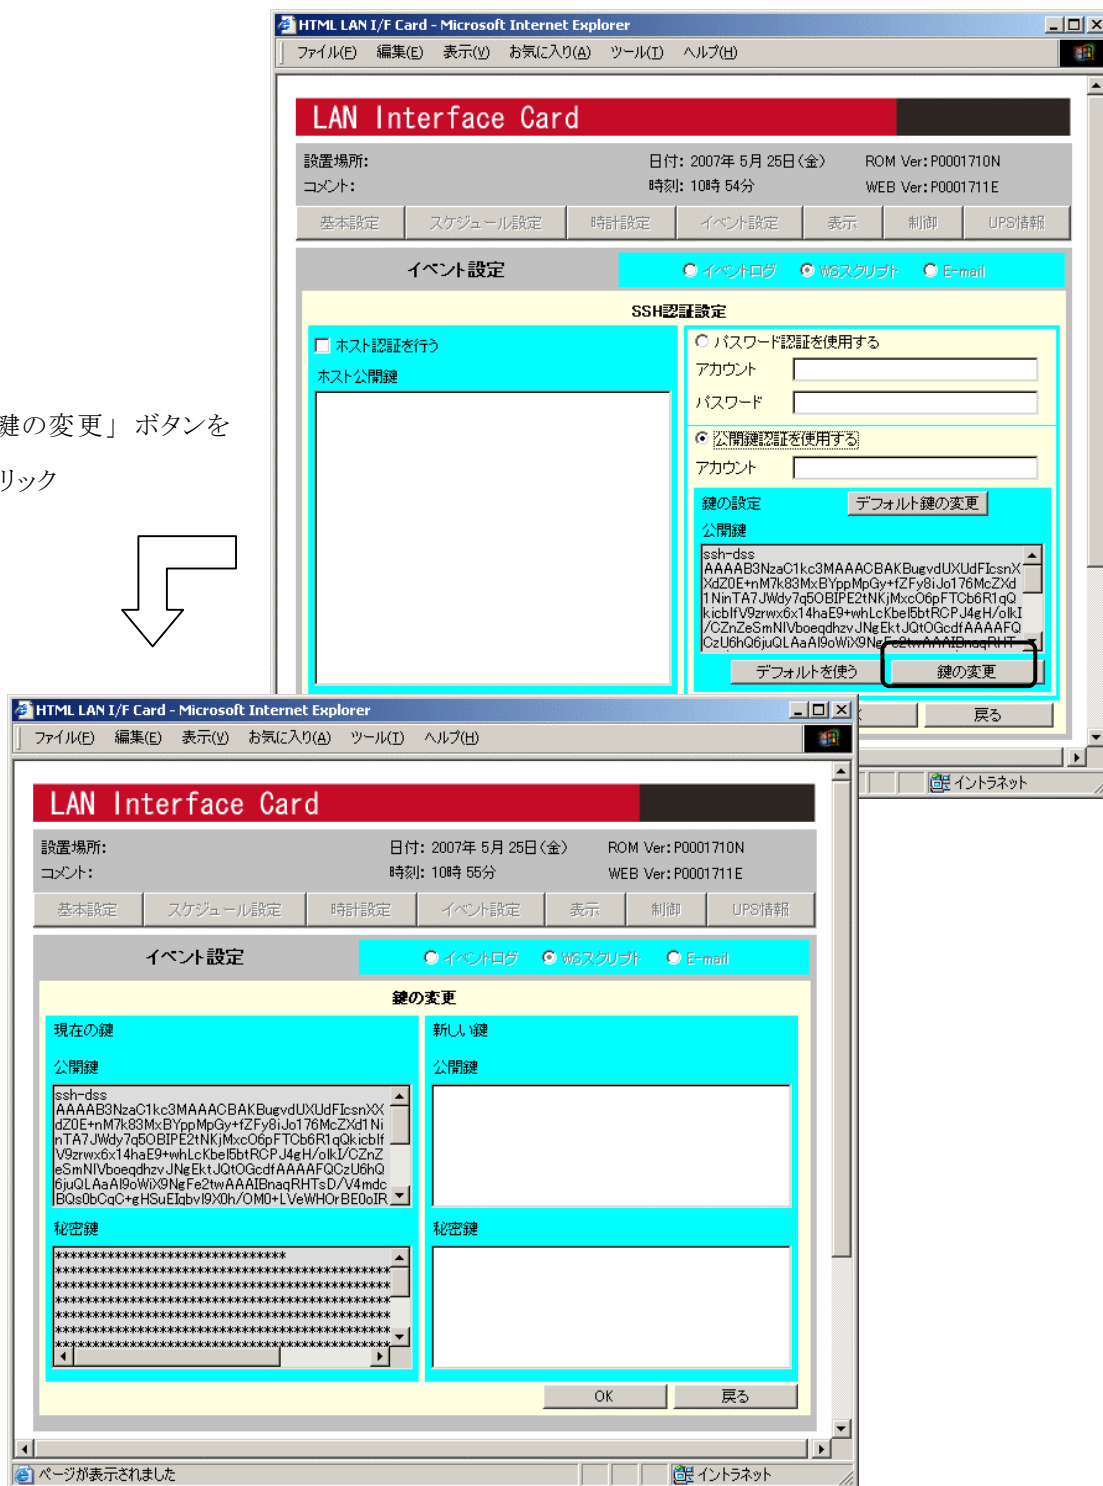 HTML LAN I/F Card - Microsoft Internet Explorer
ファイル(F) 編集(E) 表示(V) お気に入り(A) ツール(T) ヘルプ(H)
LAN Interface Card
設置場所: 日付: 2007年 5月 25日(金) ROM Ver: P0001710N
コメント: 時刻: 10時 54分 WEB Ver: P0001711E
基本設定 スケジュール設定 時計設定 イベント設定 表示 制御 UPS情報
イベント設定 イベントログ WSスクリプト E-mail
SSH認証設定
ホスト認証を行う
ホスト公開鍵
パスワード認証を使用する
アカウント
パスワード
公開鍵認証を使用する
アカウント
鍵の設定 デフォルト鍵の変更
公開鍵
ssh-dss
AAAAB3NzaC1kc3MAAACBAKBugvdUXUdFIcsnX
XdZ0E+nM7k83MxBYppMpGy+fZFy8iJo176McZXd
1NinTA7JWdy7q5OBIPE2tNKjMxcO6pFTCb6R1qQ
kicbIfV9zrwx6x14haE9+whLcKbel5btRCPJ4gH/olkI
/CZnZeSmNIVboeqdhzvJNgEktJQtOGcdfAAAAFQ
CzU6hQ6juQLAaAI9oWiX9NgFe2twAAAIBnaqRHT
デフォルトを使う 鍵の変更
戻る
イントラネット
鍵の変更」ボタンを
リック
HTML LAN I/F Card - Microsoft Internet Explorer
ファイル(F) 編集(E) 表示(V) お気に入り(A) ツール(T) ヘルプ(H)
LAN Interface Card
設置場所: 日付: 2007年 5月 25日(金) ROM Ver: P0001710N
コメント: 時刻: 10時 55分 WEB Ver: P0001711E
基本設定 スケジュール設定 時計設定 イベント設定 表示 制御 UPS情報
イベント設定 イベントログ WSスクリプト E-mail
鍵の変更
現在の鍵
公開鍵
ssh-dss
AAAAB3NzaC1kc3MAAACBAKBugvdUXUdFIcsnXX
dZ0E+nM7k83MxBYppMpGy+fZFy8iJo176McZXd1Ni
nTA7JWdy7q5OBIPE2tNKjMxcO6pFTCb6R1qQkicbIf
V9zrwx6x14haE9+whLcKbel5btRCPJ4gH/olkI/CZnZ
eSmNIVboeqdhzvJNgEktJQtOGcdfAAAAFQCzU6hQ
6juQLAaAI9oWiX9NgFe2twAAAIBnaqRHTsD/V4mdc
BQs0bCqC+gHSuEIqbvI9X0h/OM0+LVeWHOrBE0oIR
秘密鍵
*******************************
*********************************************
*********************************************
*********************************************
*********************************************
*********************************************
*********************************************
新しい鍵
公開鍵
秘密鍵
OK 戻る
ページが表示されました イントラネット